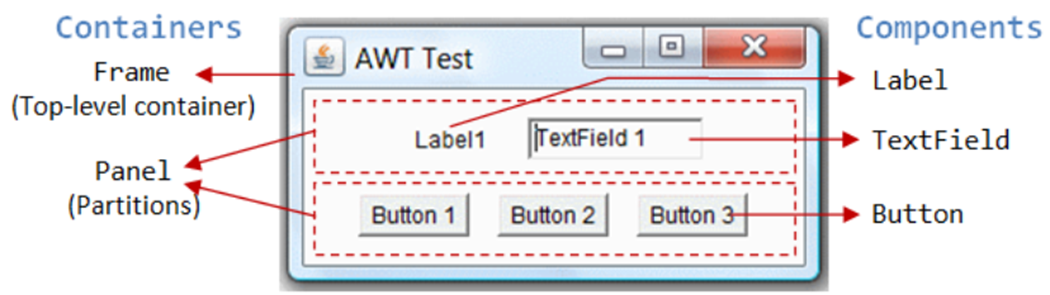 Containers
Components
AWT Test
Frame
(Top-level container)
Label
Label1
TextField 1
TextField
Panel
(Partitions)
Button 1
Button 2
Button 3
Button